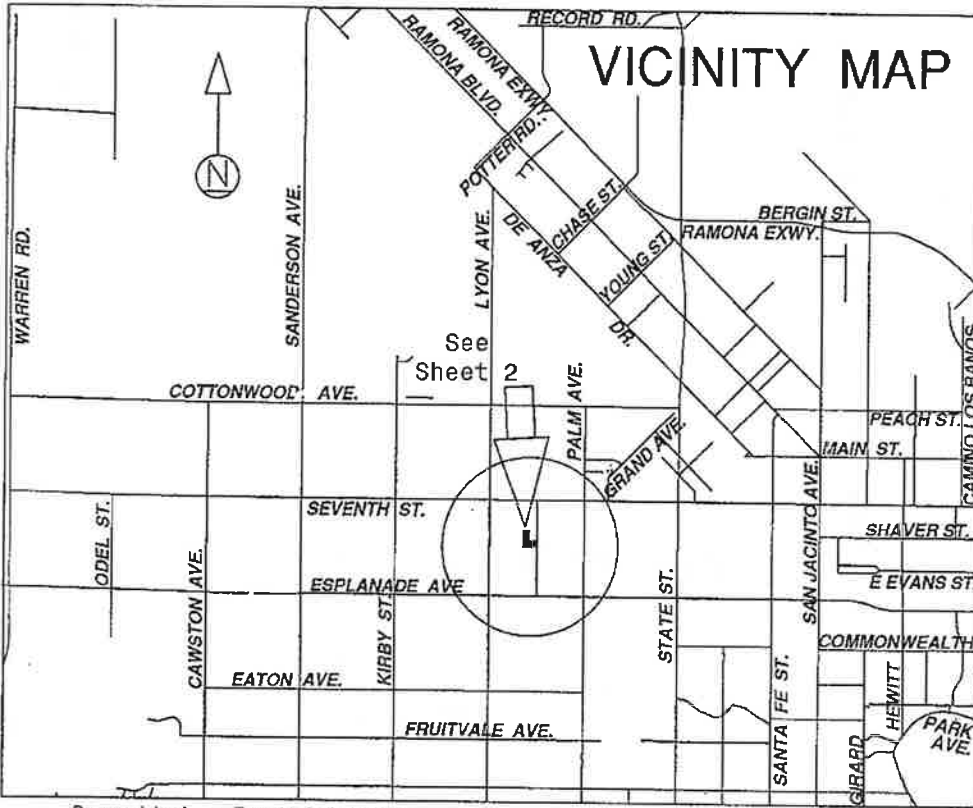 RECORD RD.
VICINITY MAP
RAMONA EXWY.
RAMONA BLVD.
POTTER RD.
N
CHASE ST.
BERGIN ST.
RAMONA EXWY.
YOUNG ST.
DE ANZA
DR.
LYON AVE.
SANDERSON AVE.
WARREN RD.
See
Sheet 2
COTTONWOOD AVE.
PALM AVE.
GRAND AVE.
PEACH ST.
MAIN ST.
CAMINO LOS BANOS
SEVENTH ST.
L
SAN JACINTO AVE.
SHAVER ST.
ODEL ST.
CAWSTON AVE.
ESPLANADE AVE
KIRBY ST.
STATE ST.
E EVANS ST
COMMONWEALTH
EATON AVE.
SANTA FE ST.
GIRARD
HEWITT
PARK
AVE.
FRUITVALE AVE.